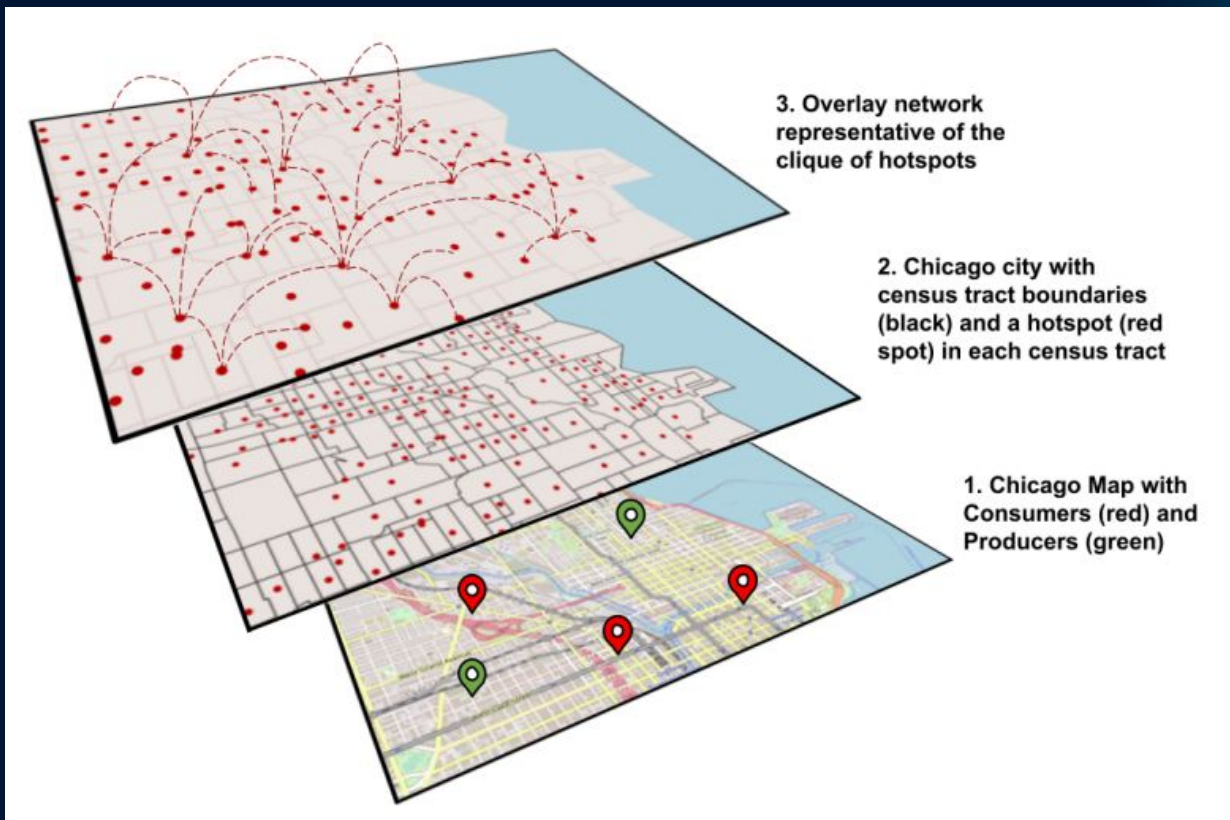 3. Overlay network
representative of the
clique of hotspots
2. Chicago city with
census tract boundaries
(black) and a hotspot (red
spot) in each census tract
1. Chicago Map with
Consumers (red) and
Producers (green)